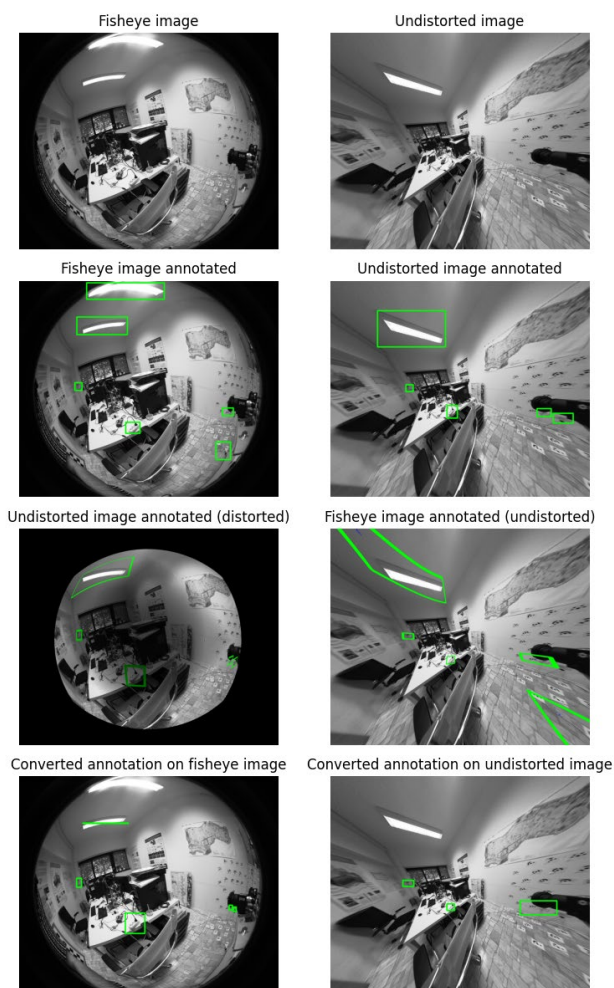 Fisheye image
Undistorted image
Fisheye image annotated
Undistorted image annotated
Undistorted image annotated (distorted)
Fisheye image annotated (undistorted)
Converted annotation on fisheye image
Converted annotation on undistorted image